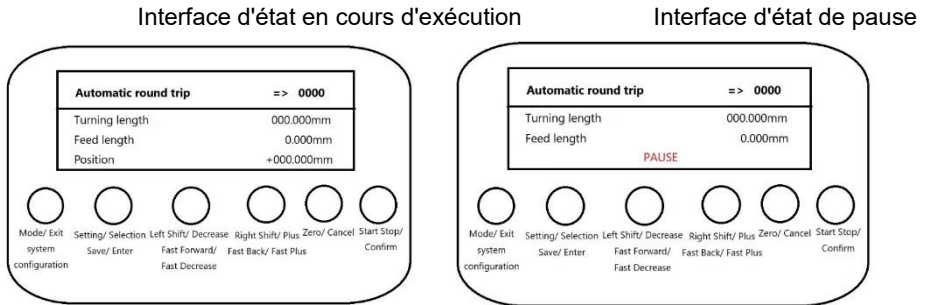 Interface d'état en cours d'exécution
Interface d'état de pause
Automatic round trip => 0000
Turning length 000.000mm
Feed length 0.000mm
Position +000.000mm
Mode/ Exit
system
configuration
Setting/ Selection
Save/ Enter
Left Shift/ Decrease
Fast Forward/
Fast Decrease
Right Shift/ Plus
Fast Back/ Fast Plus
Zero/ Cancel
Start Stop/
Confirm
Automatic round trip => 0000
Turning length 000.000mm
Feed length 0.000mm
PAUSE
Mode/ Exit
system
configuration
Setting/ Selection
Save/ Enter
Left Shift/ Decrease
Fast Forward/
Fast Decrease
Right Shift/ Plus
Fast Back/ Fast Plus
Zero/ Cancel
Start Stop/
Confirm